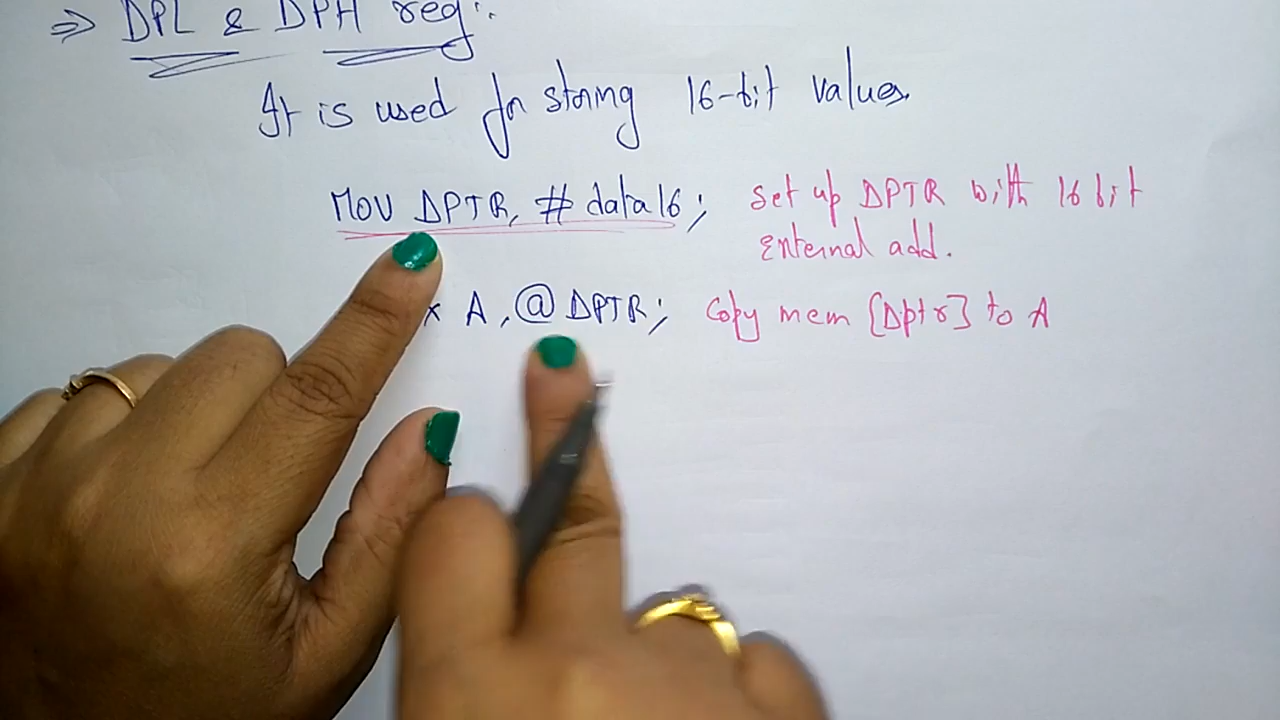 ⇒ DPL & DPH reg:.
It is used for storing 16-bit values.
MOV DPTR, # data16; Set up DPTR with 16 bit
external add.
x A, @ DPTR; Copy mem [Dptr] to A